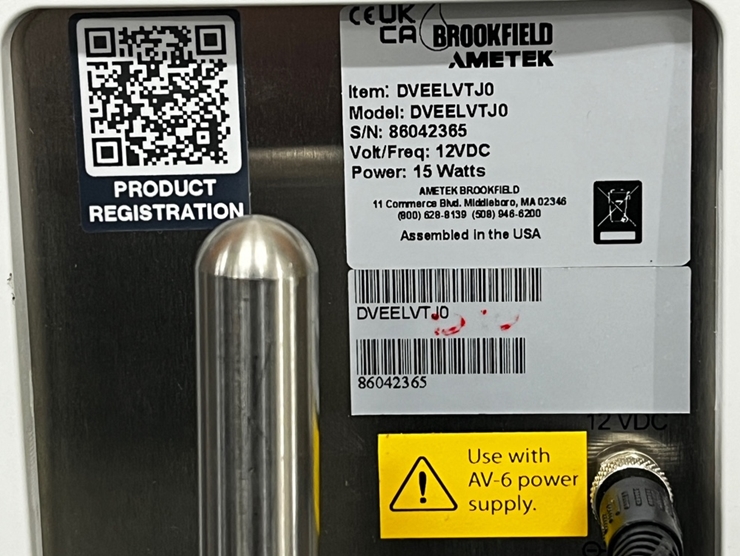 PRODUCT
REGISTRATION
CE UK
CA BROOKFIELD
AMETEK
Item: DVEELVTJ0
Model: DVEELVTJ0
S/N: 86042365
Volt/Freq: 12VDC
Power: 15 Watts
AMETEK BROOKFIELD
11 Commerce Blvd. Middleboro, MA 02346
(800) 628-8139 (508) 946-6200
Assembled in the USA
DVEELVTJ0
86042365
12 VDC
Use with
AV-6 power
supply.